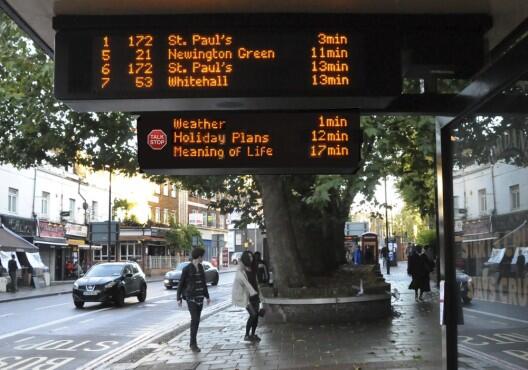 1 172 St. Paul's 3min
5 21 Newington Green 11min
6 172 St. Paul's 13min
7 53 Whitehall 13min
TALK
STOP
Weather 1min
Holiday Plans 12min
Meaning of Life 17min
BUS
STOP